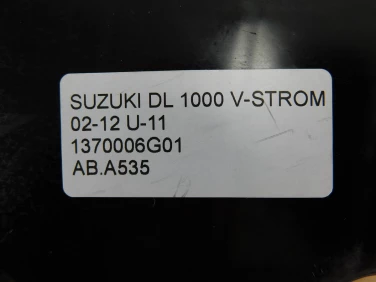 SUZUKI DL 1000 V-STROM
02-12 U-11
1370006G01
AB.A535